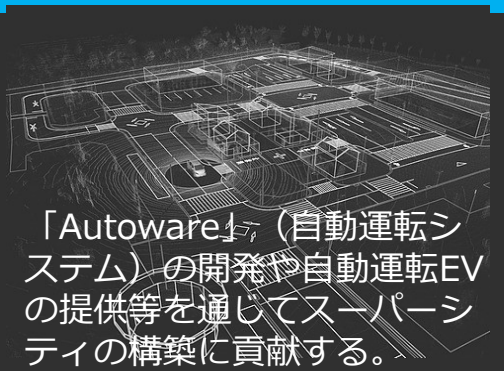 「Autoware」（自動運転シ
ステム）の開発や自動運転EV
の提供等を通じてスーパーシ
ティの構築に貢献する。